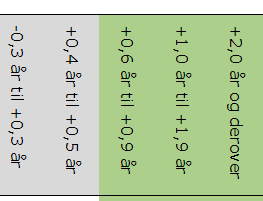 -0,3 år til +0,3 år
+0,4 år til +0,5 år
+0,6 år til +0,9 år
+1,0 år til +1,9 år
+2,0 år og derover